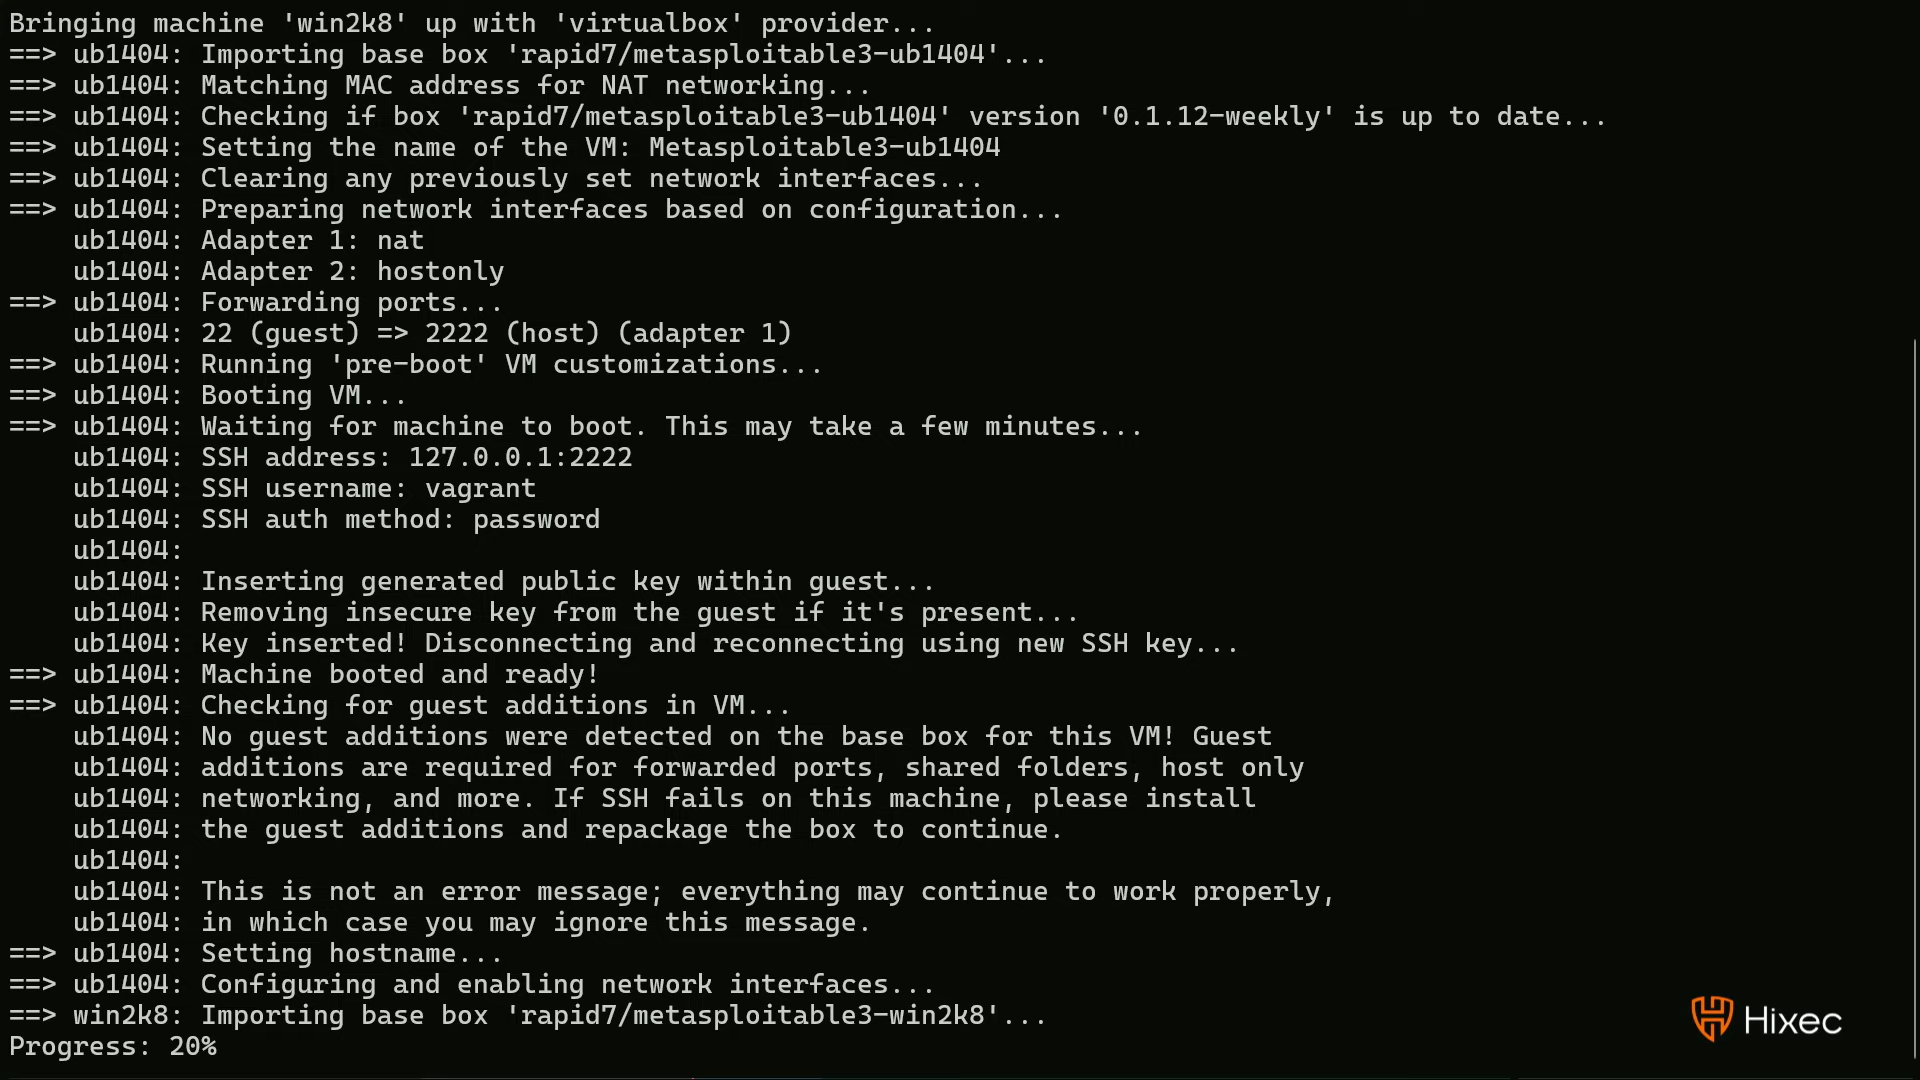 Bringing machine 'win2k8' up with 'virtualbox' provider...
==> ub1404: Importing base box 'rapid7/metasploitable3-ub1404'...
==> ub1404: Matching MAC address for NAT networking...
==> ub1404: Checking if box 'rapid7/metasploitable3-ub1404' version '0.1.12-weekly' is up to date...
==> ub1404: Setting the name of the VM: Metasploitable3-ub1404
==> ub1404: Clearing any previously set network interfaces...
==> ub1404: Preparing network interfaces based on configuration...
    ub1404: Adapter 1: nat
    ub1404: Adapter 2: hostonly
==> ub1404: Forwarding ports...
    ub1404: 22 (guest) => 2222 (host) (adapter 1)
==> ub1404: Running 'pre-boot' VM customizations...
==> ub1404: Booting VM...
==> ub1404: Waiting for machine to boot. This may take a few minutes...
    ub1404: SSH address: 127.0.0.1:2222
    ub1404: SSH username: vagrant
    ub1404: SSH auth method: password
    ub1404:
    ub1404: Inserting generated public key within guest...
    ub1404: Removing insecure key from the guest if it's present...
    ub1404: Key inserted! Disconnecting and reconnecting using new SSH key...
==> ub1404: Machine booted and ready!
==> ub1404: Checking for guest additions in VM...
    ub1404: No guest additions were detected on the base box for this VM! Guest
    ub1404: additions are required for forwarded ports, shared folders, host only
    ub1404: networking, and more. If SSH fails on this machine, please install
    ub1404: the guest additions and repackage the box to continue.
    ub1404:
    ub1404: This is not an error message; everything may continue to work properly,
    ub1404: in which case you may ignore this message.
==> ub1404: Setting hostname...
==> ub1404: Configuring and enabling network interfaces...
==> win2k8: Importing base box 'rapid7/metasploitable3-win2k8'...
Progress: 20%
Hixec